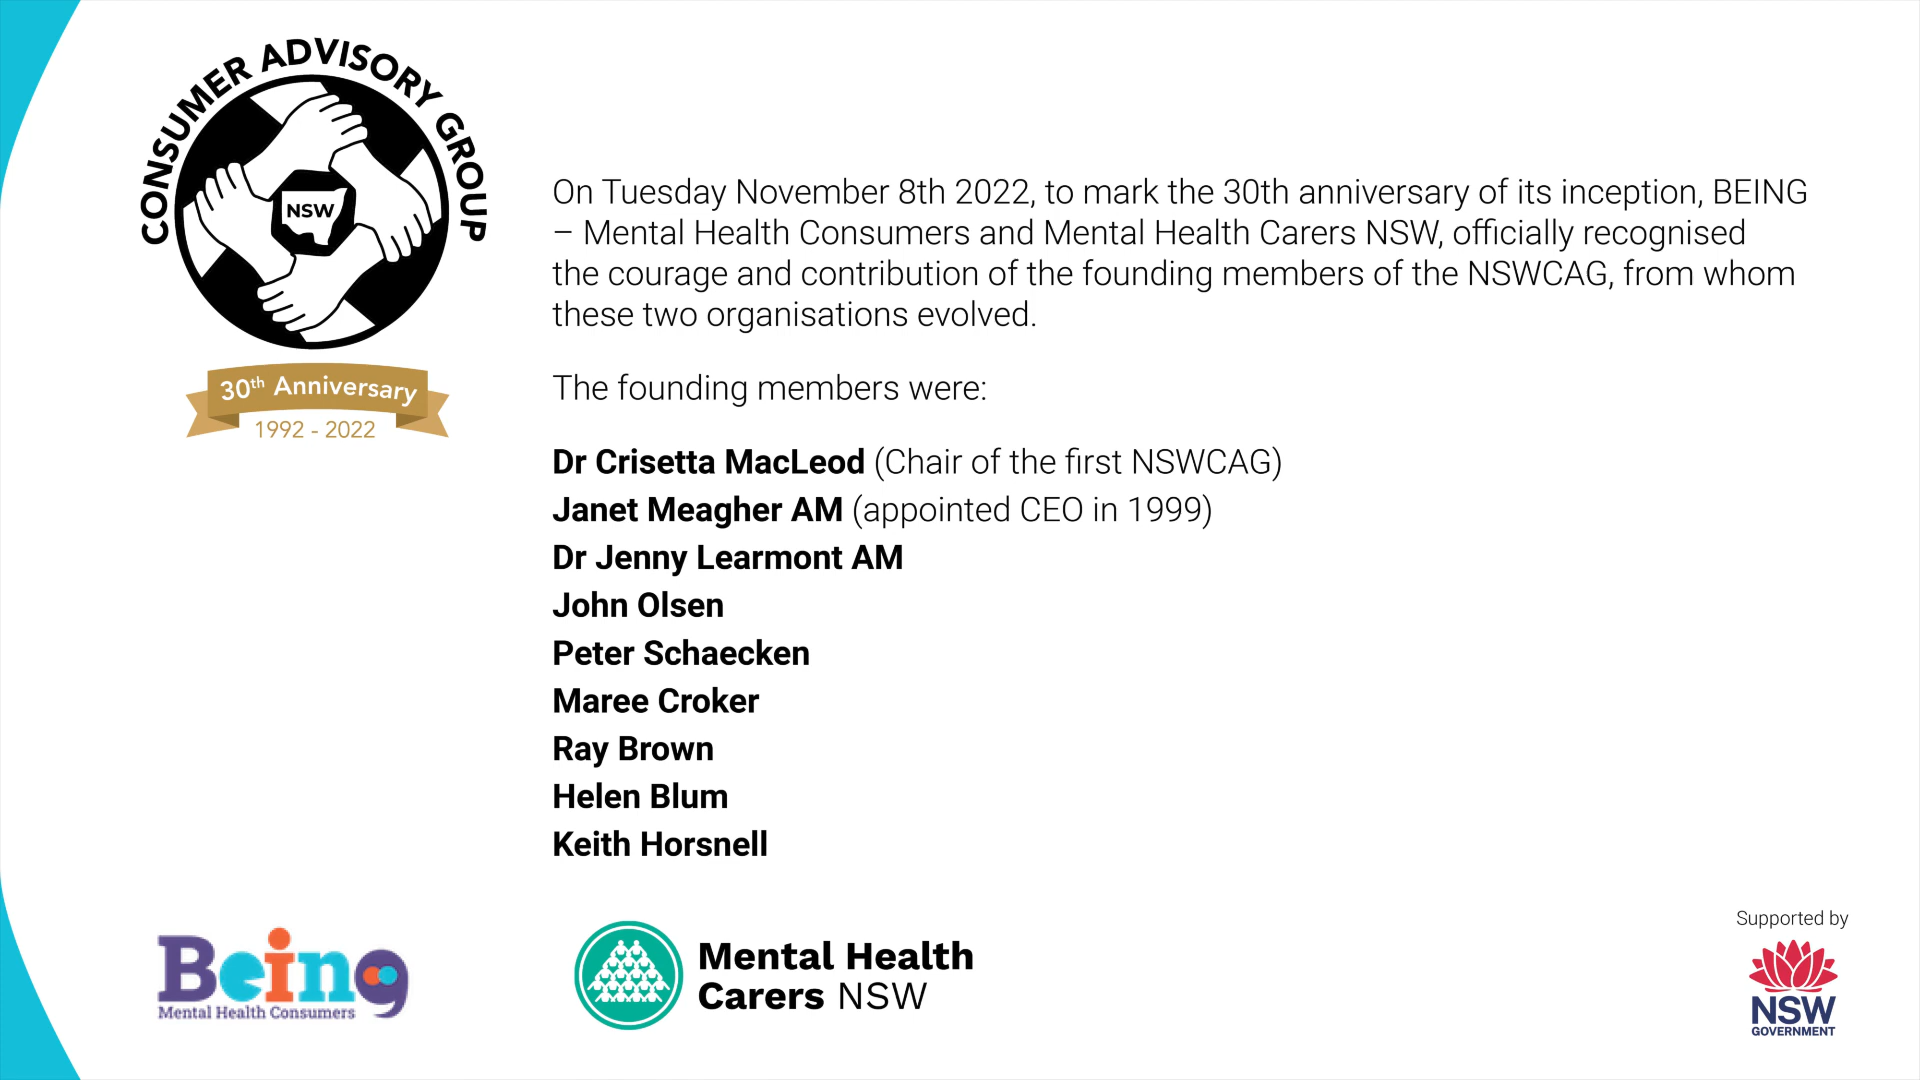 CONSUMER ADVISORY GROUP
NSW
30th Anniversary
1992 - 2022
On Tuesday November 8th 2022, to mark the 30th anniversary of its inception, BEING
– Mental Health Consumers and Mental Health Carers NSW, officially recognised
the courage and contribution of the founding members of the NSWCAG, from whom
these two organisations evolved.
The founding members were:
Dr Crisetta MacLeod (Chair of the first NSWCAG)
Janet Meagher AM (appointed CEO in 1999)
Dr Jenny Learmont AM
John Olsen
Peter Schaecken
Maree Croker
Ray Brown
Helen Blum
Keith Horsnell
Being
Mental Health Consumers
Mental Health
Carers NSW
Supported by
NSW
GOVERNMENT